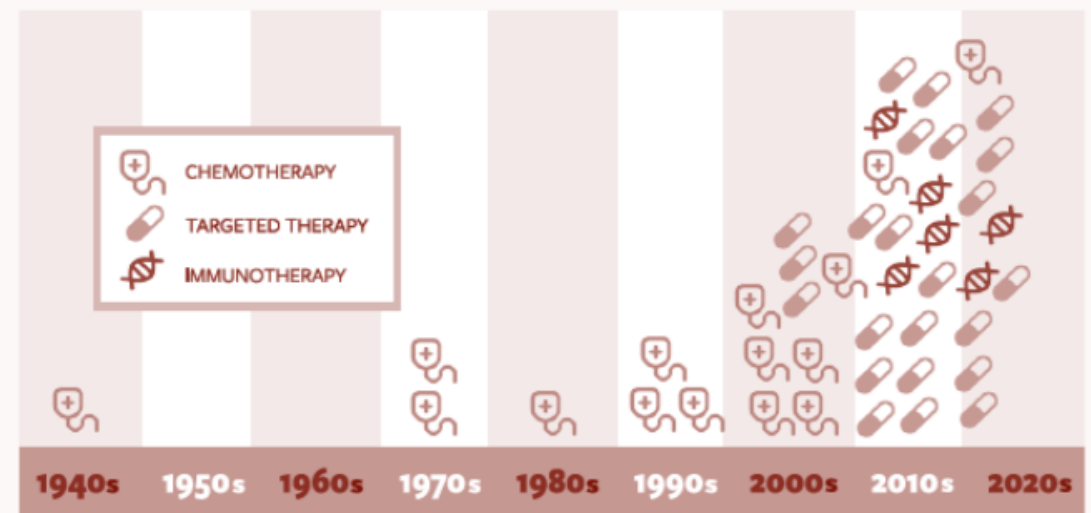 CHEMOTHERAPY
TARGETED THERAPY
IMMUNOTHERAPY
1940s 1950s 1960s 1970s 1980s 1990s 2000s 2010s 2020s